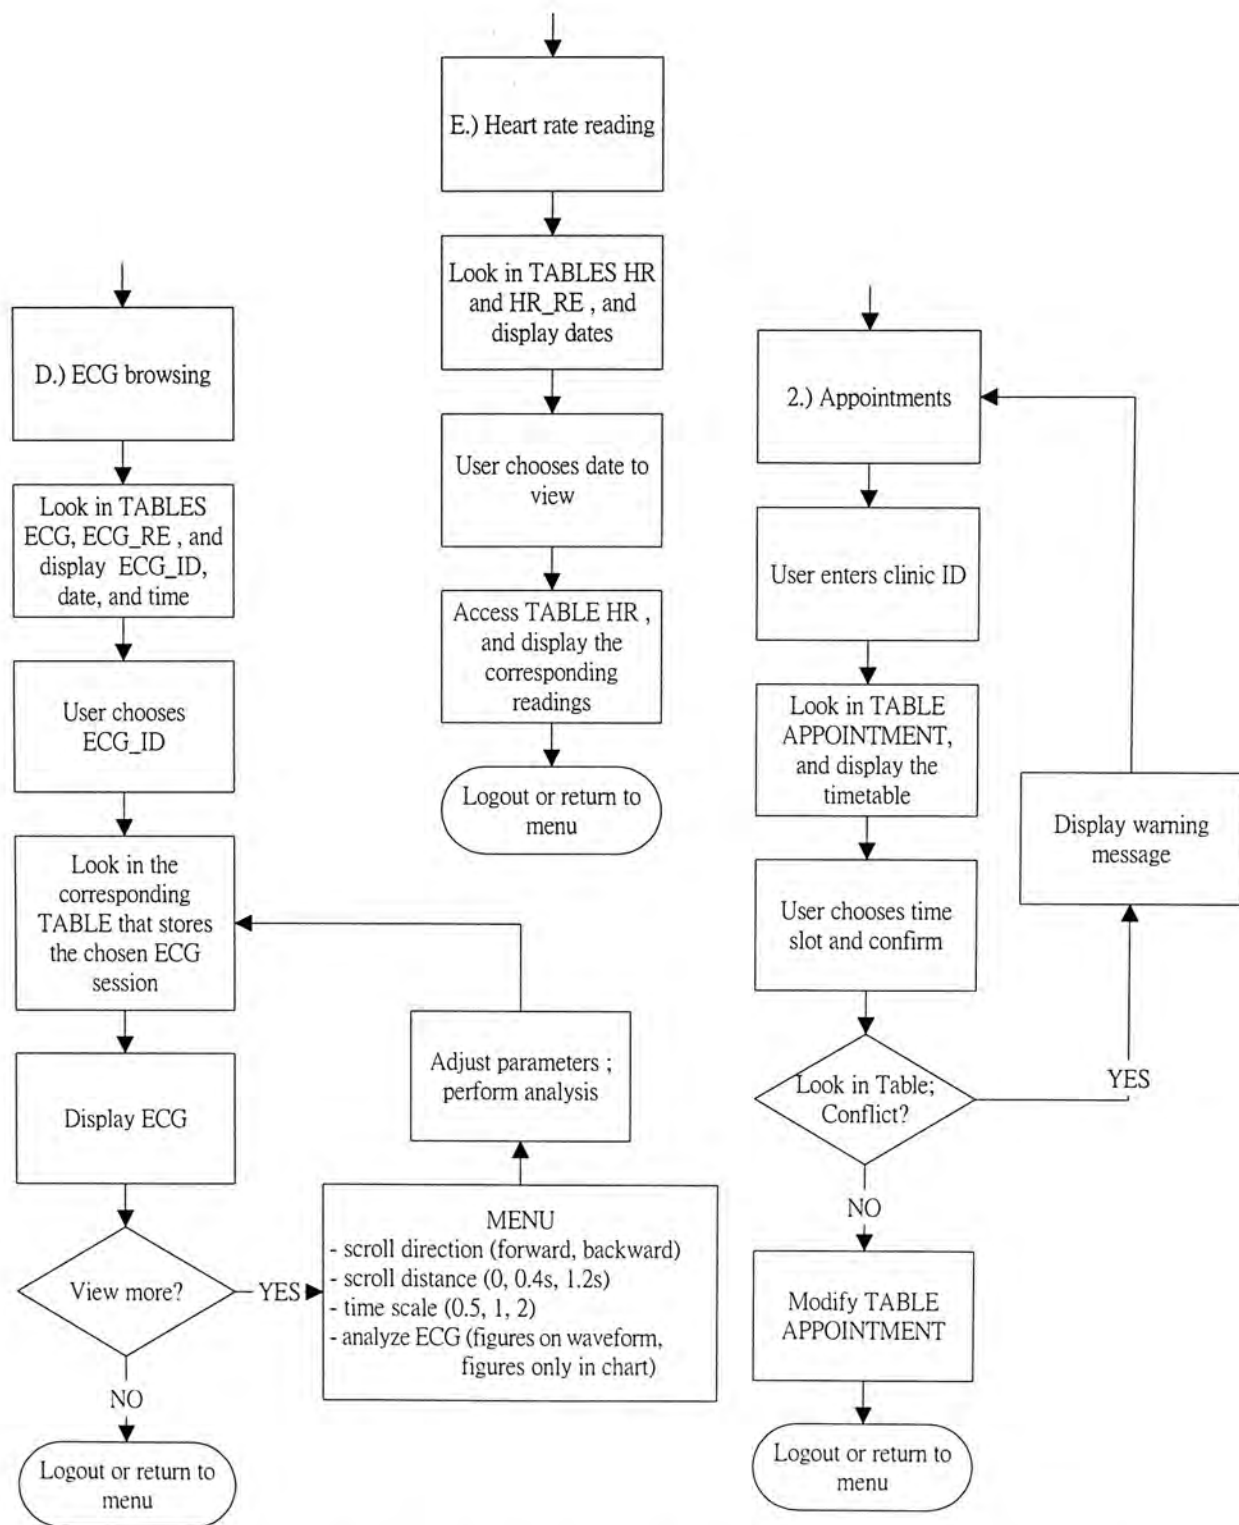 E.) Heart rate reading
Look in TABLES HR
and HR_RE , and
display dates
User chooses date to
view
Access TABLE HR ,
and display the
corresponding
readings
Logout or return to
menu
D.) ECG browsing
Look in TABLES
ECG, ECG_RE , and
display ECG_ID,
date, and time
User chooses
ECG_ID
Look in the
corresponding
TABLE that stores
the chosen ECG
session
Display ECG
View more?
YES
NO
Logout or return to
menu
Adjust parameters ;
perform analysis
MENU
- scroll direction (forward, backward)
- scroll distance (0, 0.4s, 1.2s)
- time scale (0.5, 1, 2)
- analyze ECG (figures on waveform,
figures only in chart)
2.) Appointments
User enters clinic ID
Look in TABLE
APPOINTMENT,
and display the
timetable
User chooses time
slot and confirm
Look in Table;
Conflict?
YES
Display warning
message
NO
Modify TABLE
APPOINTMENT
Logout or return to
menu